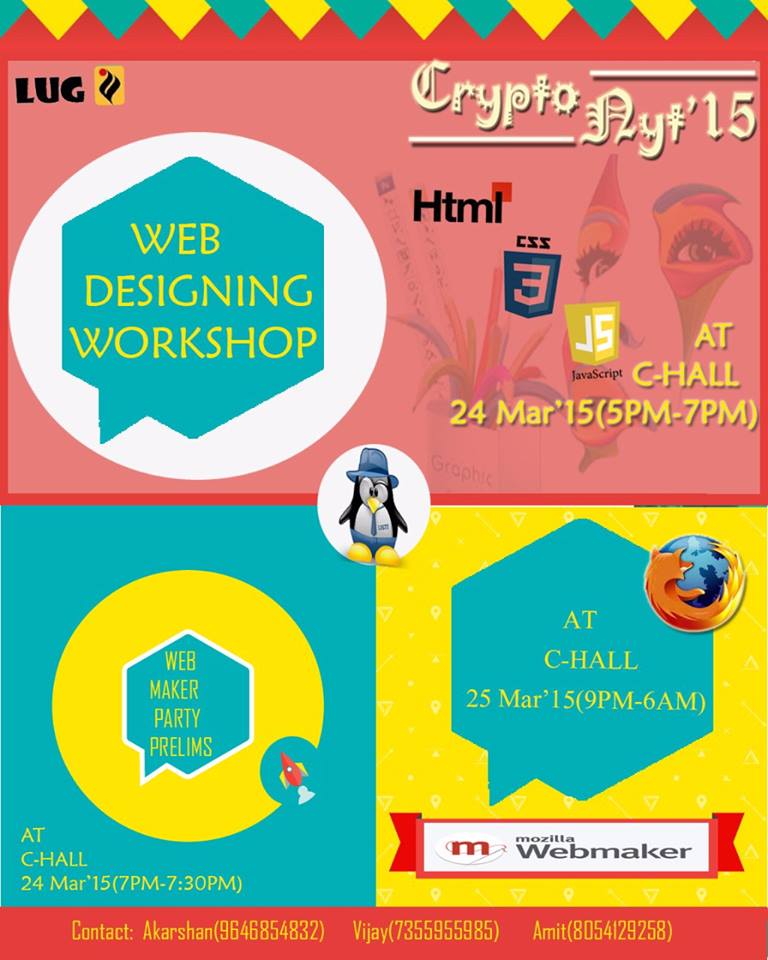 LUG
Crypto
Nyt'15
Html
CSS
3
JS
JavaScript
WEB
DESIGNING
WORKSHOP
AT
C-HALL
24 Mar'15(5PM-7PM)
Graphic
WEB
MAKER
PARTY
PRELIMS
AT
C-HALL
24 Mar'15(7PM-7:30PM)
AT
C-HALL
25 Mar'15(9PM-6AM)
m mozilla
Webmaker
Contact: Akarshan(9646854832) Vijay(7355955985) Amit(8054129258)